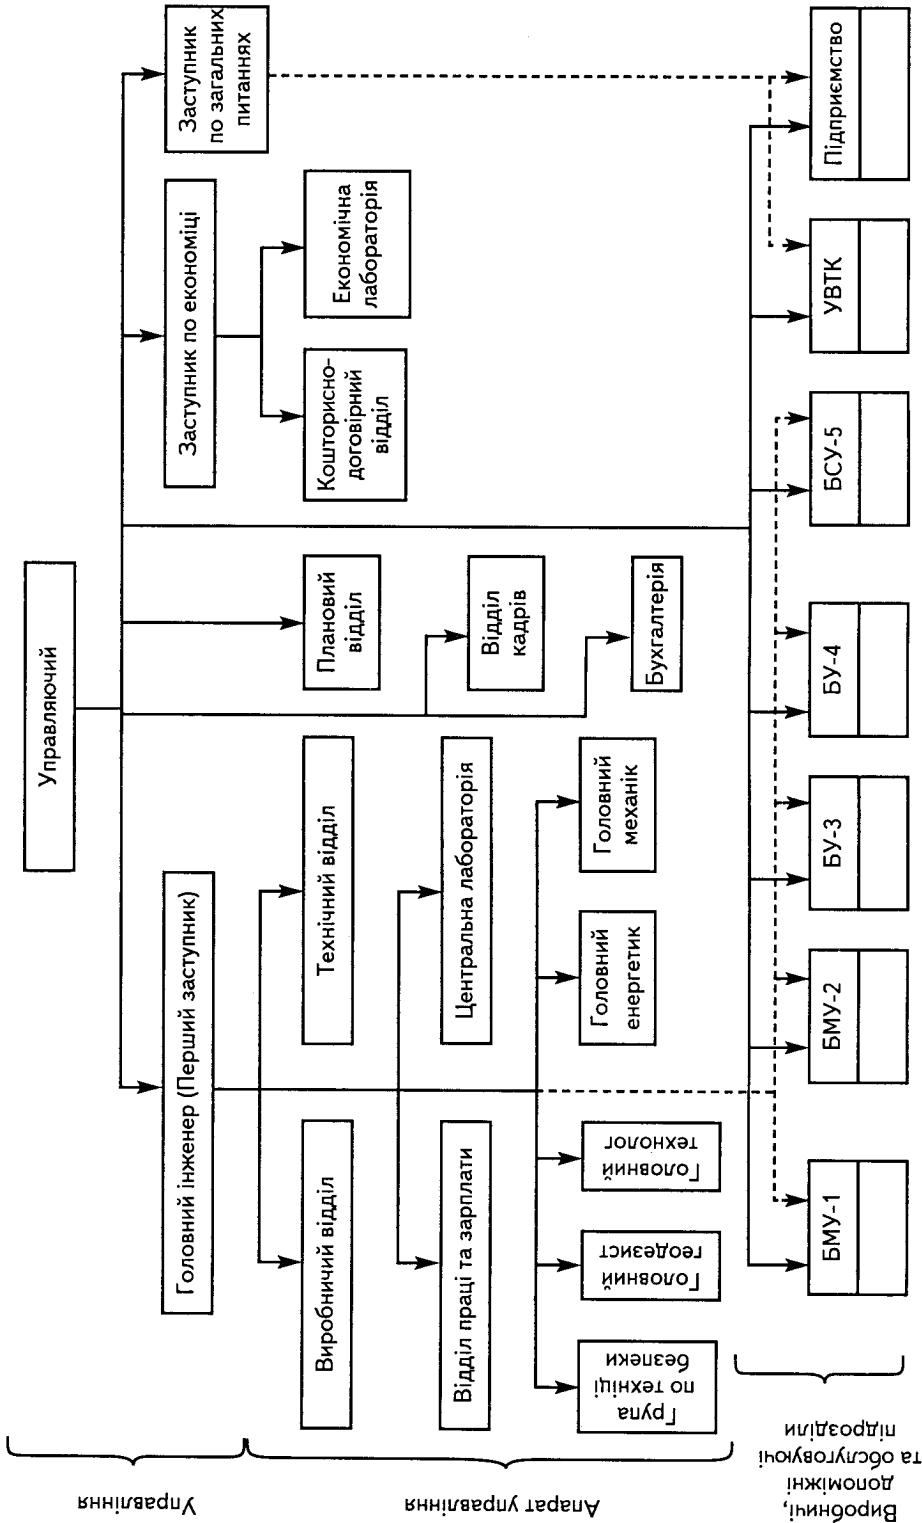 Управління
Управляючий
Головний інженер (Перший заступник)
Заступник по економіці
Заступник
по загальних
питаннях
Апарат управління
Виробничий відділ
Технічний відділ
Плановий
відділ
Кошторисно-
договірний
відділ
Економічна
лабораторія
Відділ праці та зарплати
Центральна лабораторія
Відділ
кадрів
Група
по техніці
безпеки
Головний
геодезист
Головний
технолог
Головний
енергетик
Головний
механік
Бухгалтерія
Виробничі,
допоміжні
та обслуговуючі
підрозділи
БМУ-1
БМУ-2
БУ-3
БУ-4
БСУ-5
УВТК
Підприємство